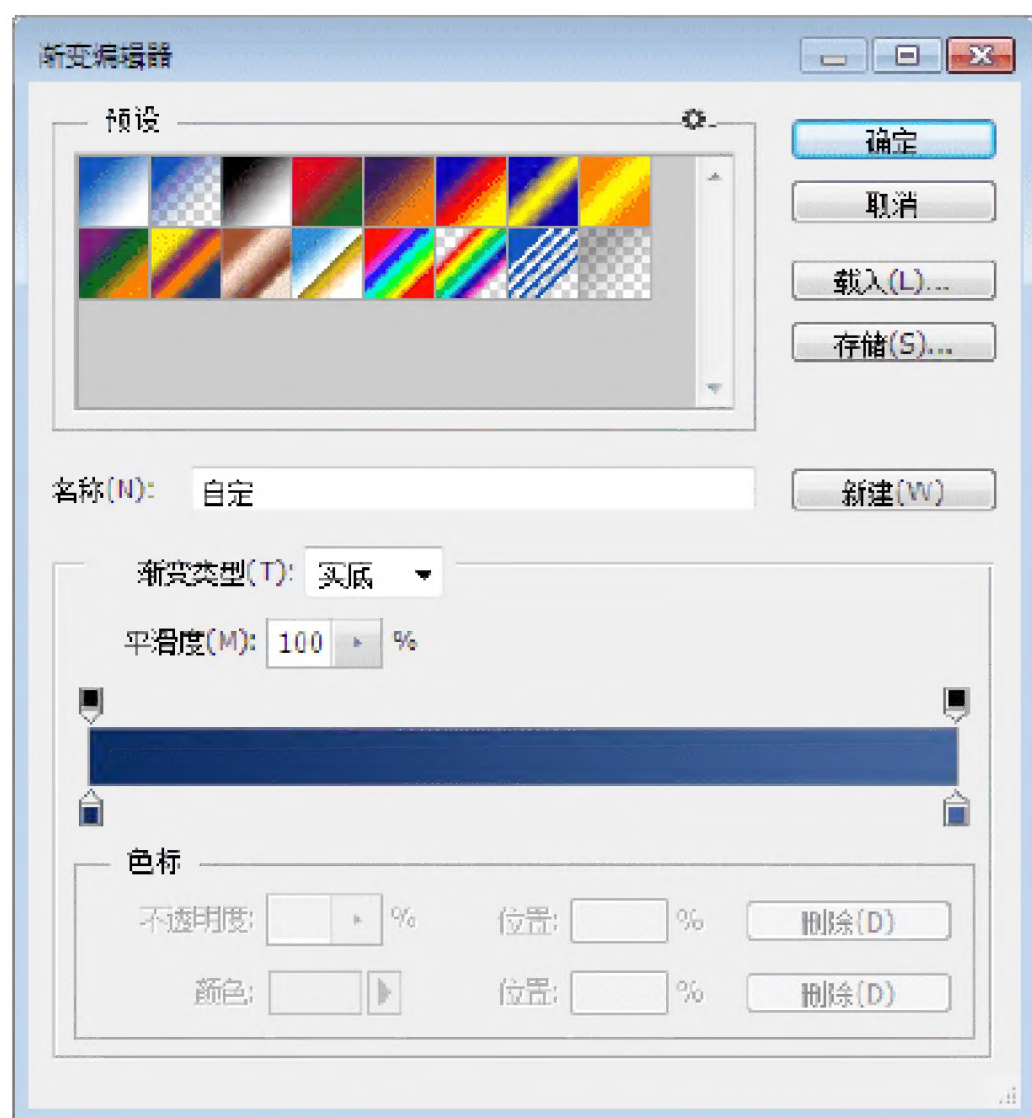 渐变编辑器
预设
确定
取消
载入(L)...
存储(S)...
名称(N): 自定 新建(W)
渐变类型(T): 实底
平滑度(M): 100 %
色标
不透明度: % 位置: % 删除(D)
颜色: 位置: % 删除(D)